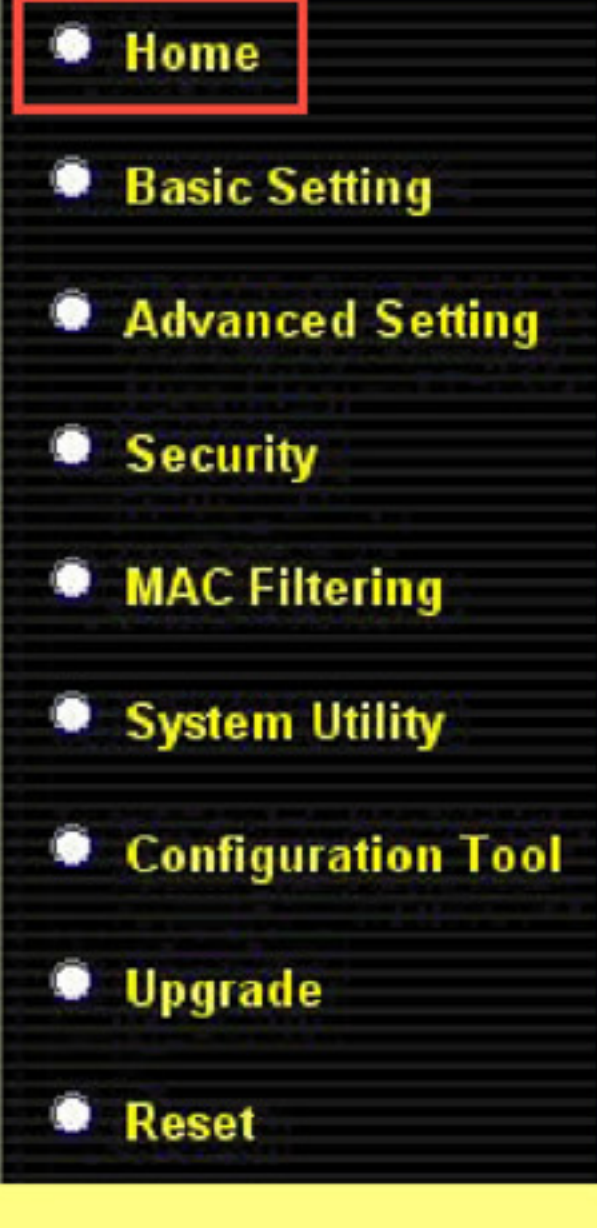 Home
Basic Setting
Advanced Setting
Security
MAC Filtering
System Utility
Configuration Tool
Upgrade
Reset